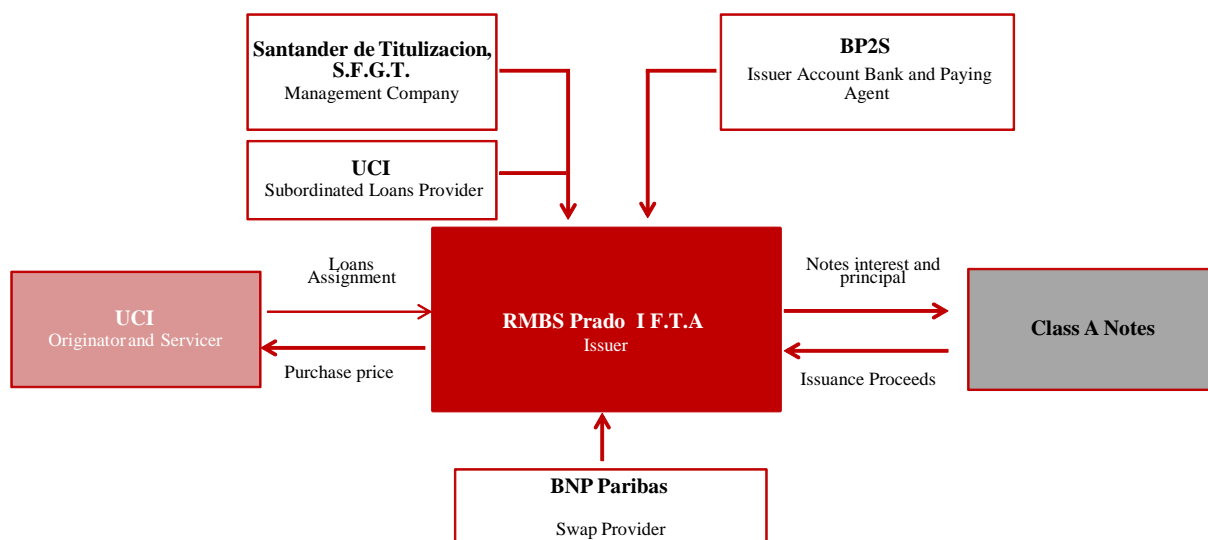 Santander de Titulizacion,
S.F.G.T.
Management Company
BP2S
Issuer Account Bank and Paying
Agent
UCI
Subordinated Loans Provider
Loans
Assignment
Notes interest and
principal
UCI
Originator and Servicer
RMBS Prado I F.T.A
Issuer
Class A Notes
Purchase price
Issuance Proceeds
BNP Paribas
Swap Provider